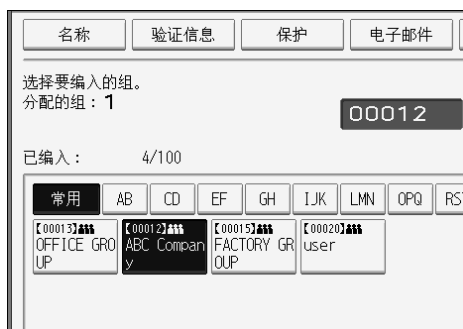 名称 验证信息 保护 电子邮件
选择要编入的组。
分配的组：1
00012
已编入： 4/100
常用 AB CD EF GH IJK LMN OPQ RS
【00013】 【00012】 【00015】 【00020】
OFFICE GRO ABC Compan FACTORY GR user
UP y OUP